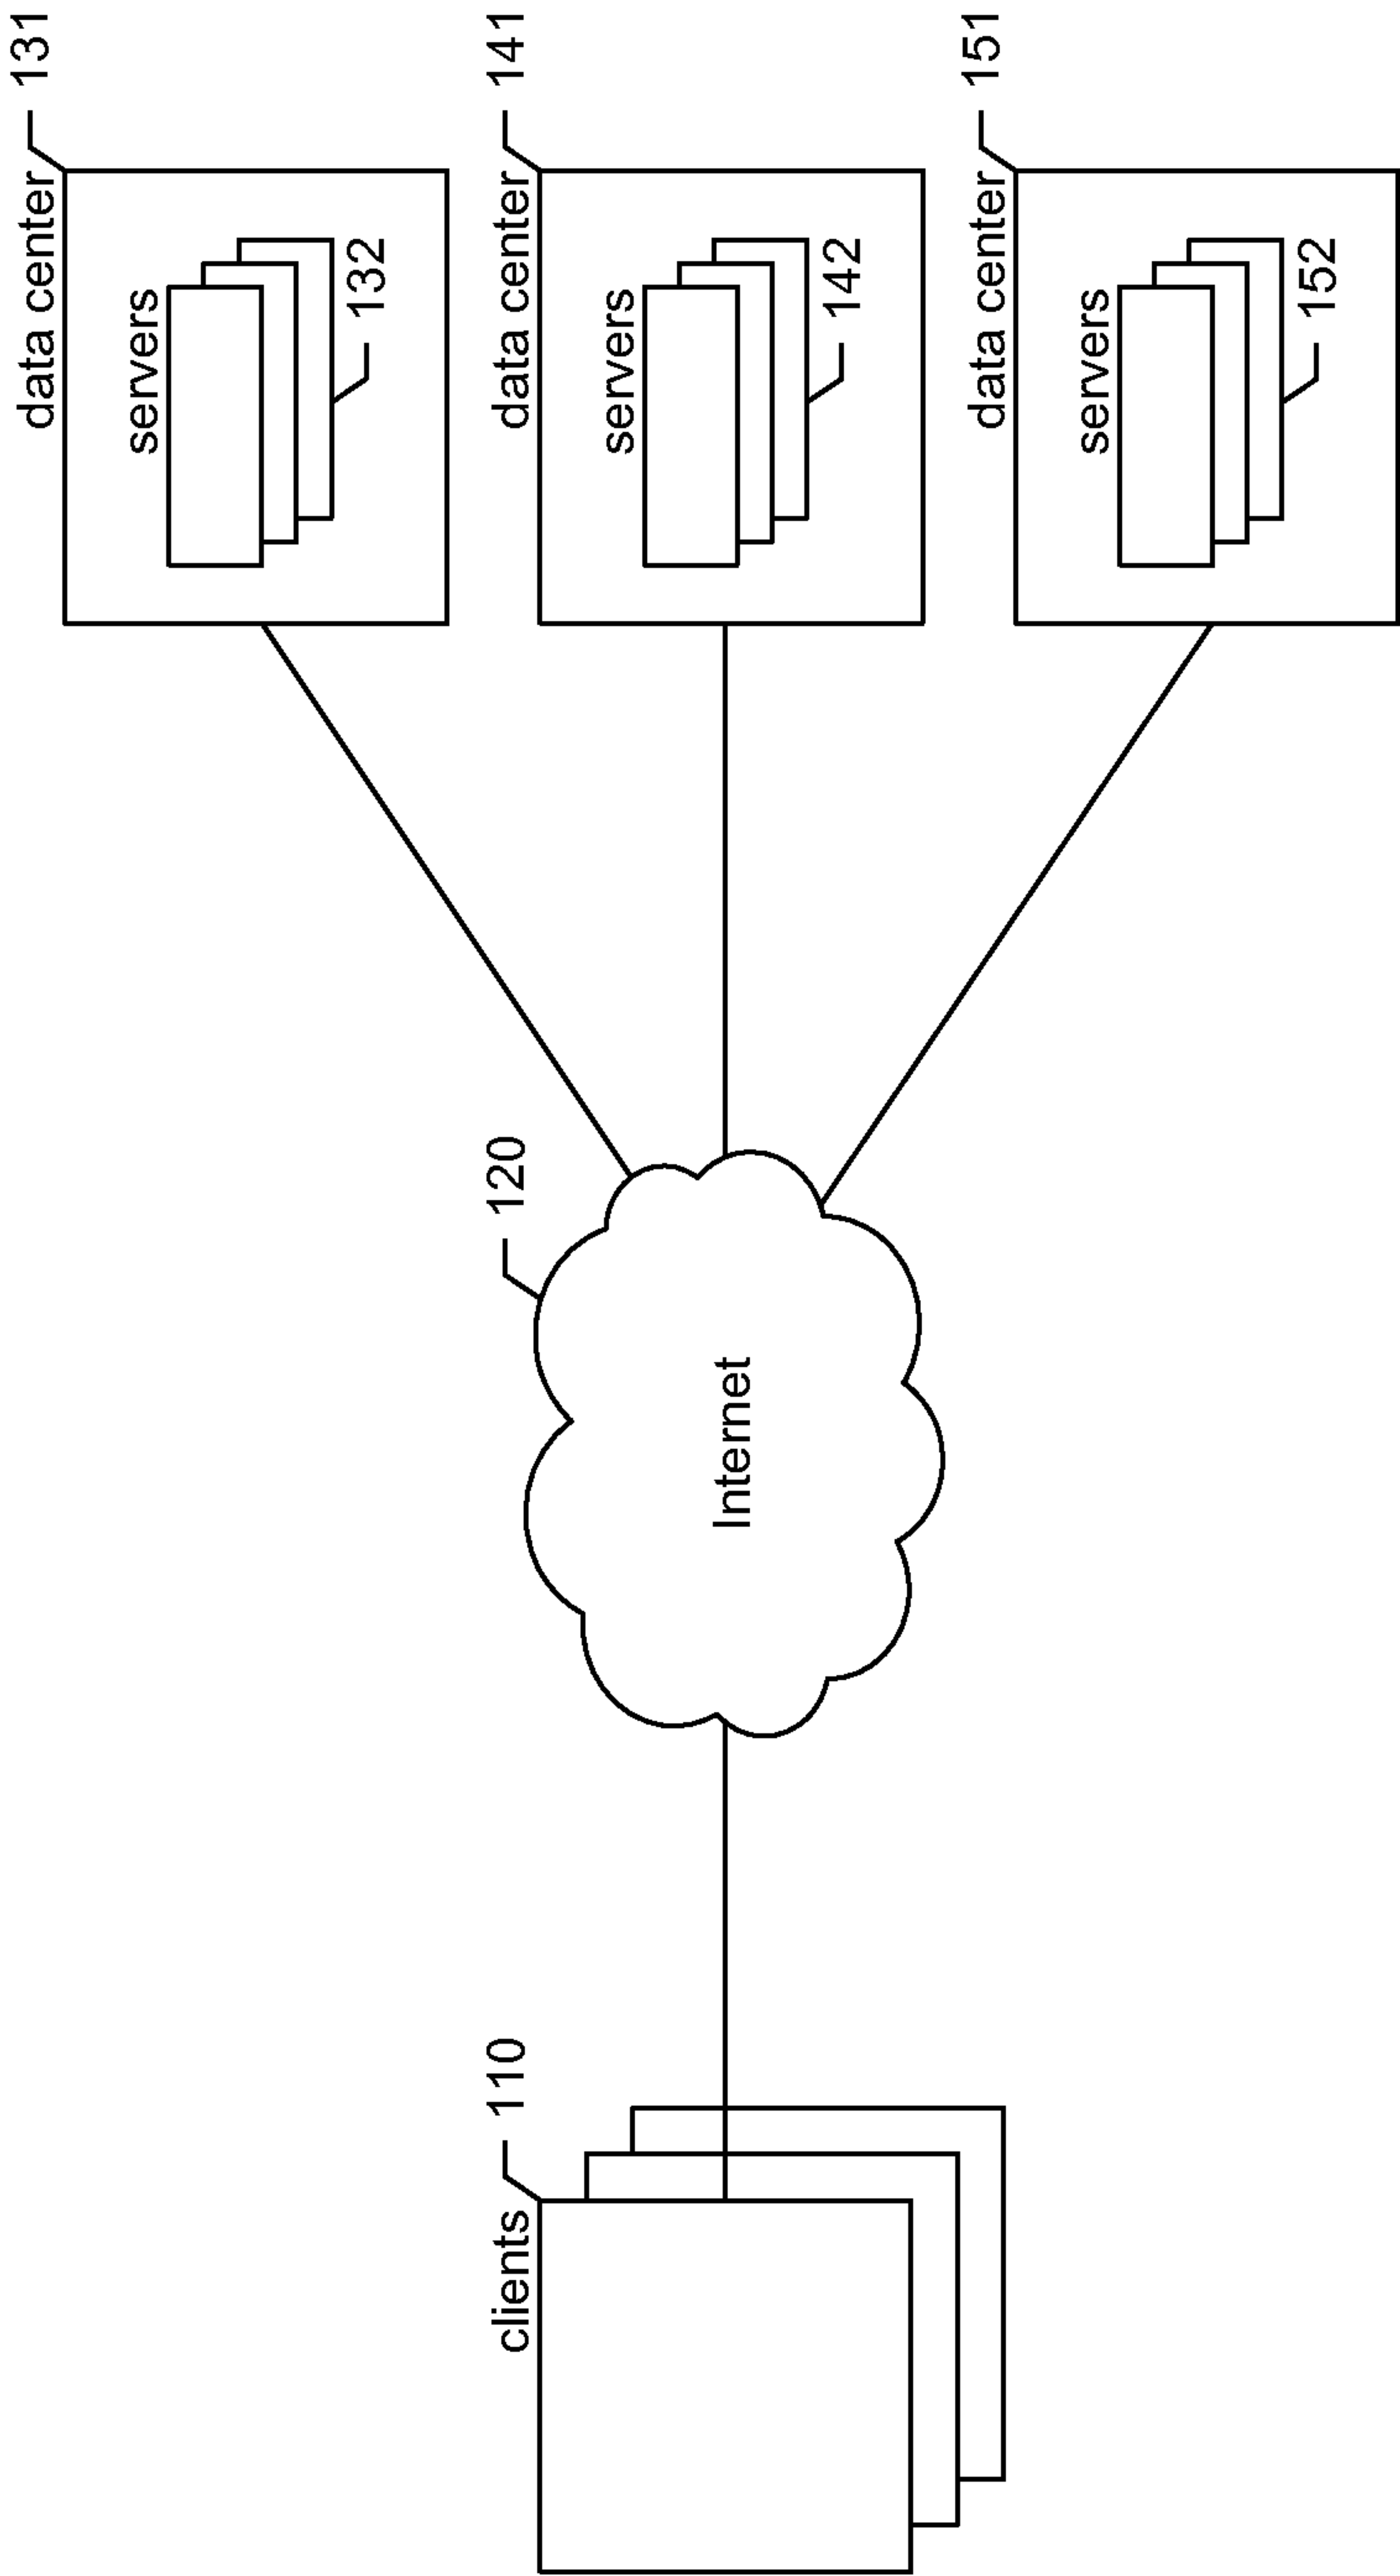 clients
110
Internet
120
data center
131
servers
132
data center
141
servers
142
data center
151
servers
152